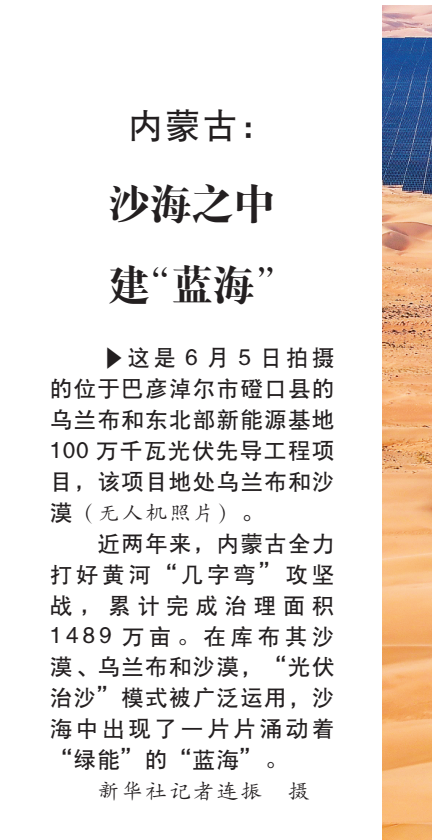 内蒙古：
沙海之中
建“蓝海”
▶这是6月5日拍摄
的位于巴彦淖尔市磴口县的
乌兰布和东北部新能源基地
100万千瓦光伏先导工程项
目，该项目地处乌兰布和沙
漠（无人机照片）。
近两年来，内蒙古全力
打好黄河“几字弯”攻坚
战，累计完成治理面积
1489万亩。在库布其沙
漠、乌兰布和沙漠，“光伏
治沙”模式被广泛运用，沙
海中出现了一片片涌动着
“绿能”的“蓝海”。
新华社记者连振　摄